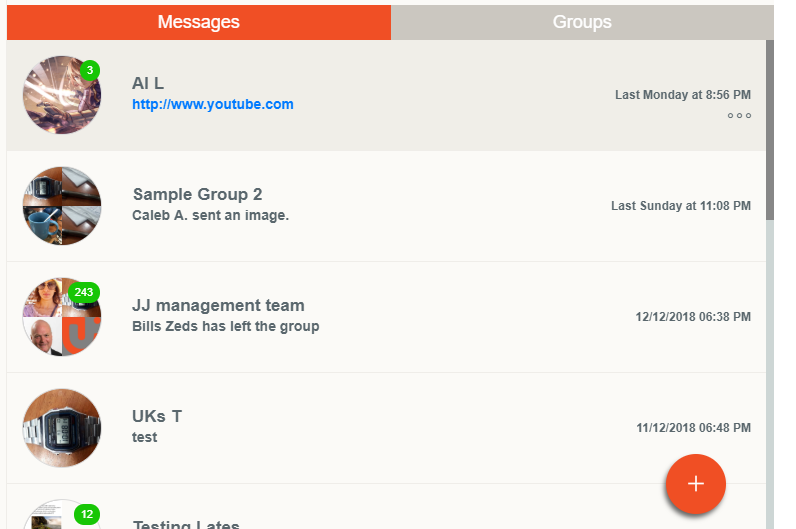 Messages
Groups
3
Al L
http://www.youtube.com
Last Monday at 8:56 PM
Sample Group 2
Caleb A. sent an image.
Last Sunday at 11:08 PM
243
JJ management team
Bills Zeds has left the group
12/12/2018 06:38 PM
UKs T
test
11/12/2018 06:48 PM
12
Testing Lates